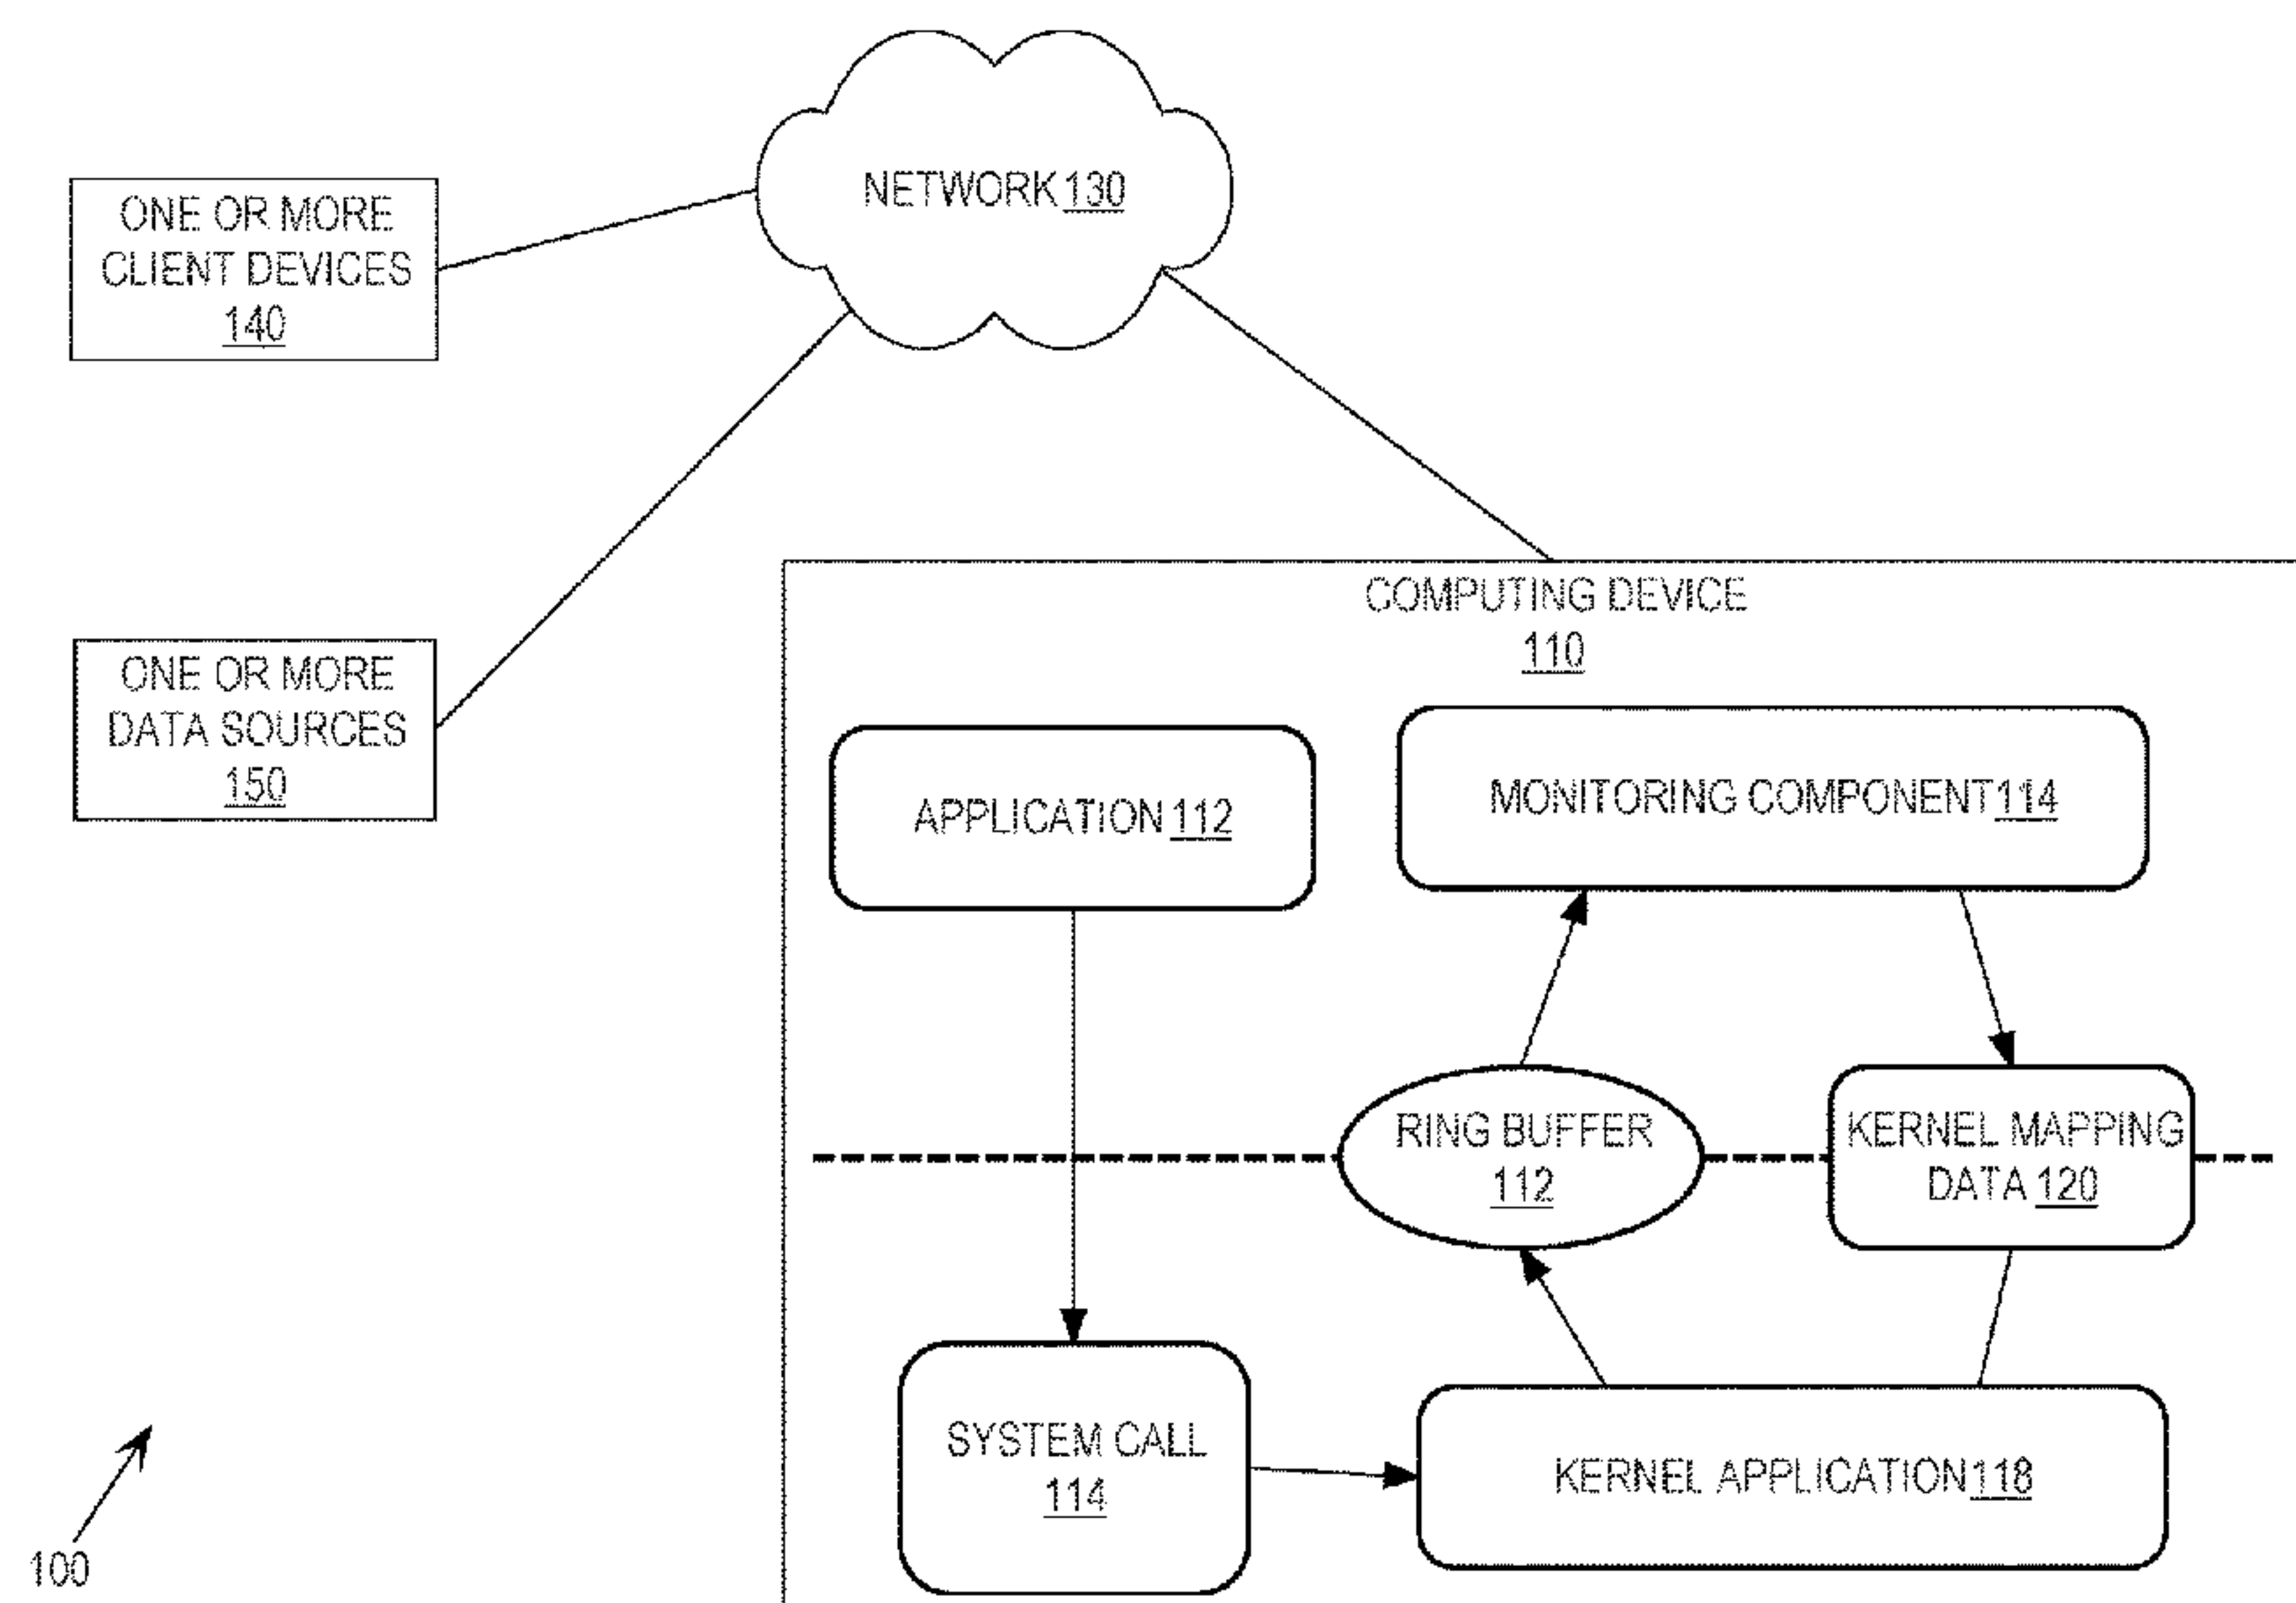 NETWORK 130
ONE OR MORE
CLIENT DEVICES
140
ONE OR MORE
DATA SOURCES
150
COMPUTING DEVICE
110
APPLICATION 112
MONITORING COMPONENT 114
RING BUFFER
112
KERNEL MAPPING
DATA 120
SYSTEM CALL
114
KERNEL APPLICATION 118
100